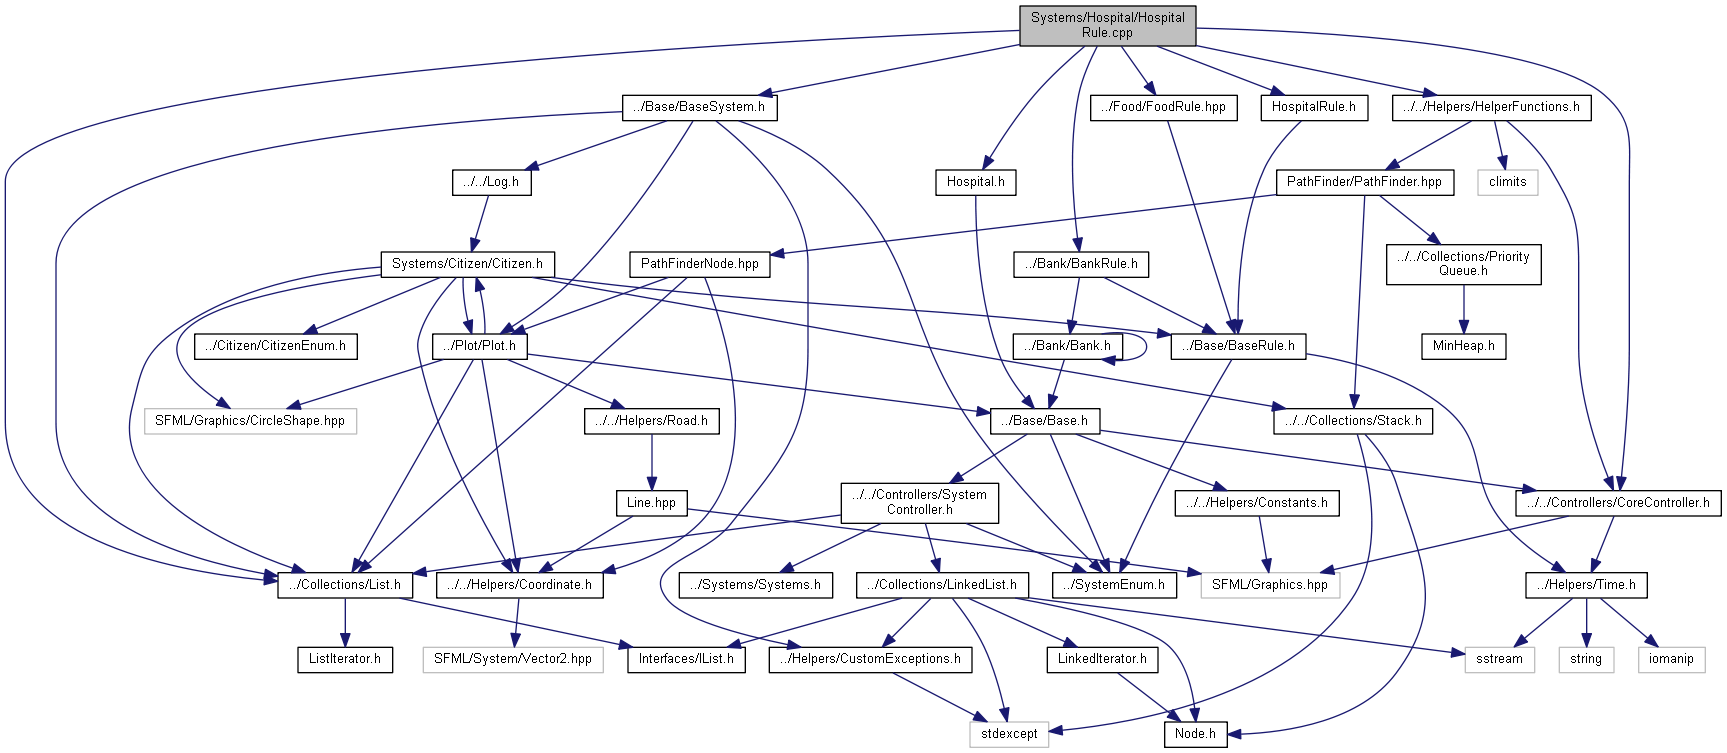 Systems/Hospital/Hospital
Rule.cpp
../Base/BaseSystem.h
../Food/FoodRule.hpp
HospitalRule.h
../../Helpers/HelperFunctions.h
../../Log.h
Hospital.h
PathFinder/PathFinder.hpp
climits
Systems/Citizen/Citizen.h
PathFinderNode.hpp
../Bank/BankRule.h
../../Collections/Priority
Queue.h
../Citizen/CitizenEnum.h
../Plot/Plot.h
../Bank/Bank.h
../Base/BaseRule.h
MinHeap.h
SFML/Graphics/CircleShape.hpp
../../Helpers/Road.h
../Base/Base.h
../../Collections/Stack.h
Line.hpp
../../Controllers/System
Controller.h
../../Helpers/Constants.h
../../Controllers/CoreController.h
../Collections/List.h
../../Helpers/Coordinate.h
../Systems/Systems.h
../Collections/LinkedList.h
../SystemEnum.h
SFML/Graphics.hpp
../Helpers/Time.h
ListIterator.h
SFML/System/Vector2.hpp
Interfaces/IList.h
../Helpers/CustomExceptions.h
LinkedIterator.h
sstream
string
iomanip
stdexcept
Node.h